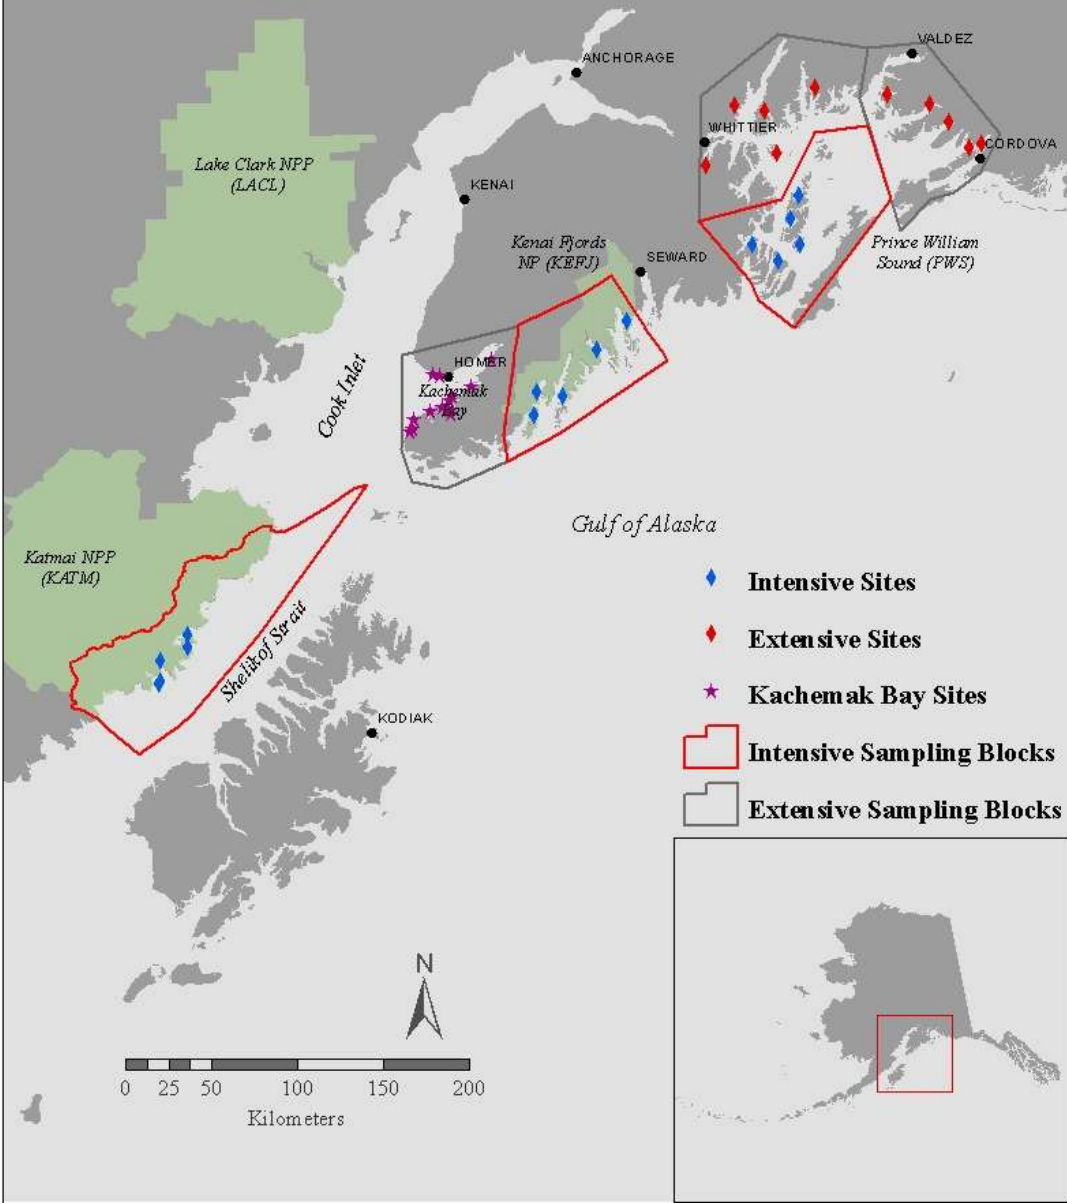 ANCHORAGE
VALDEZ
WHITTIER
CORDOVA
Lake Clark NPP
(LACL)
KENAI
Kenai Fjords
NP (KEFJ)
SEWARD
Prince William
Sound (PWS)
HOMER
Kachemak
Bay
Cook Inlet
Gulf of Alaska
Katmai NPP
(KATM)
Shelikof Strait
KODIAK
Intensive Sites
Extensive Sites
Kachemak Bay Sites
Intensive Sampling Blocks
Extensive Sampling Blocks
N
0 25 50 100 150 200
Kilometers